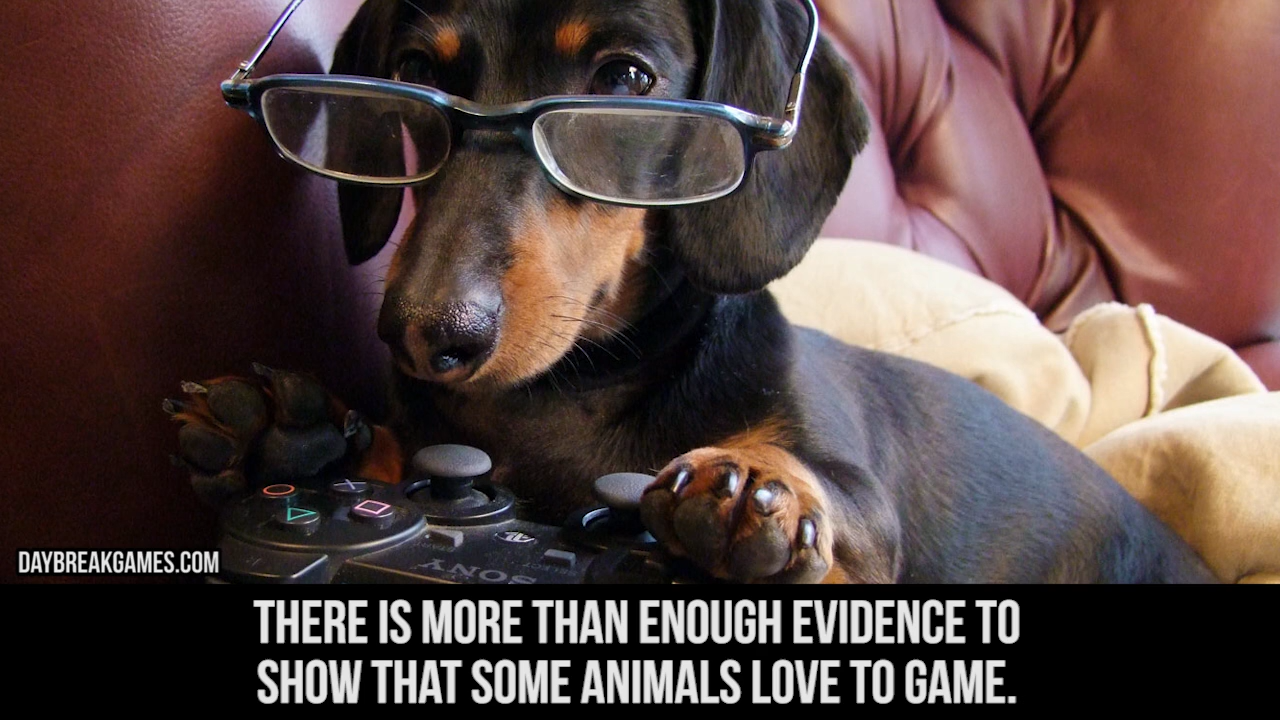 SONY
DAYBREAKGAMES.COM
THERE IS MORE THAN ENOUGH EVIDENCE TO
SHOW THAT SOME ANIMALS LOVE TO GAME.